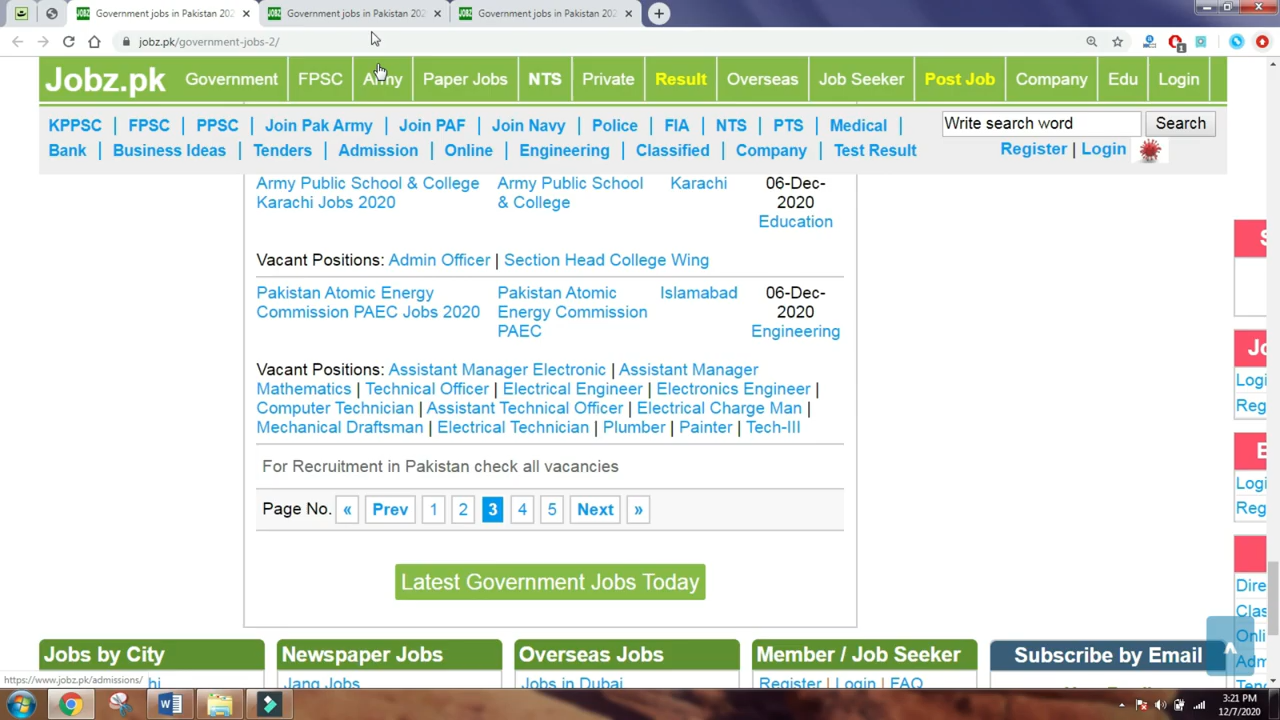 Government jobs in Pakistan 202
Government jobs in Pakistan 202
Government jobs in Pakistan 202
jobz.pk/government-jobs-2/
Jobz.pk Government FPSC Army Paper Jobs NTS Private Result Overseas Job Seeker Post Job Company Edu Login
KPPSC | FPSC | PPSC | Join Pak Army | Join PAF | Join Navy | Police | FIA | NTS | PTS | Medical |
Write search word Search
Bank | Business Ideas | Tenders | Admission | Online | Engineering | Classified | Company | Test Result
Register | Login
Army Public School & College Karachi Jobs 2020
Army Public School & College
Karachi
06-Dec-2020
Education
Vacant Positions: Admin Officer | Section Head College Wing
Pakistan Atomic Energy Commission PAEC Jobs 2020
Pakistan Atomic Energy Commission PAEC
Islamabad
06-Dec-2020
Engineering
Vacant Positions: Assistant Manager Electronic | Assistant Manager
Mathematics | Technical Officer | Electrical Engineer | Electronics Engineer |
Computer Technician | Assistant Technical Officer | Electrical Charge Man |
Mechanical Draftsman | Electrical Technician | Plumber | Painter | Tech-III
For Recruitment in Pakistan check all vacancies
Page No. « Prev 1 2 3 4 5 Next »
Latest Government Jobs Today
Jobs by City Newspaper Jobs Overseas Jobs Member / Job Seeker Subscribe by Email
Jang Jobs Jobs in Dubai Register | Login | FAQ
https://www.jobz.pk/admissions/
3:21 PM
12/7/2020